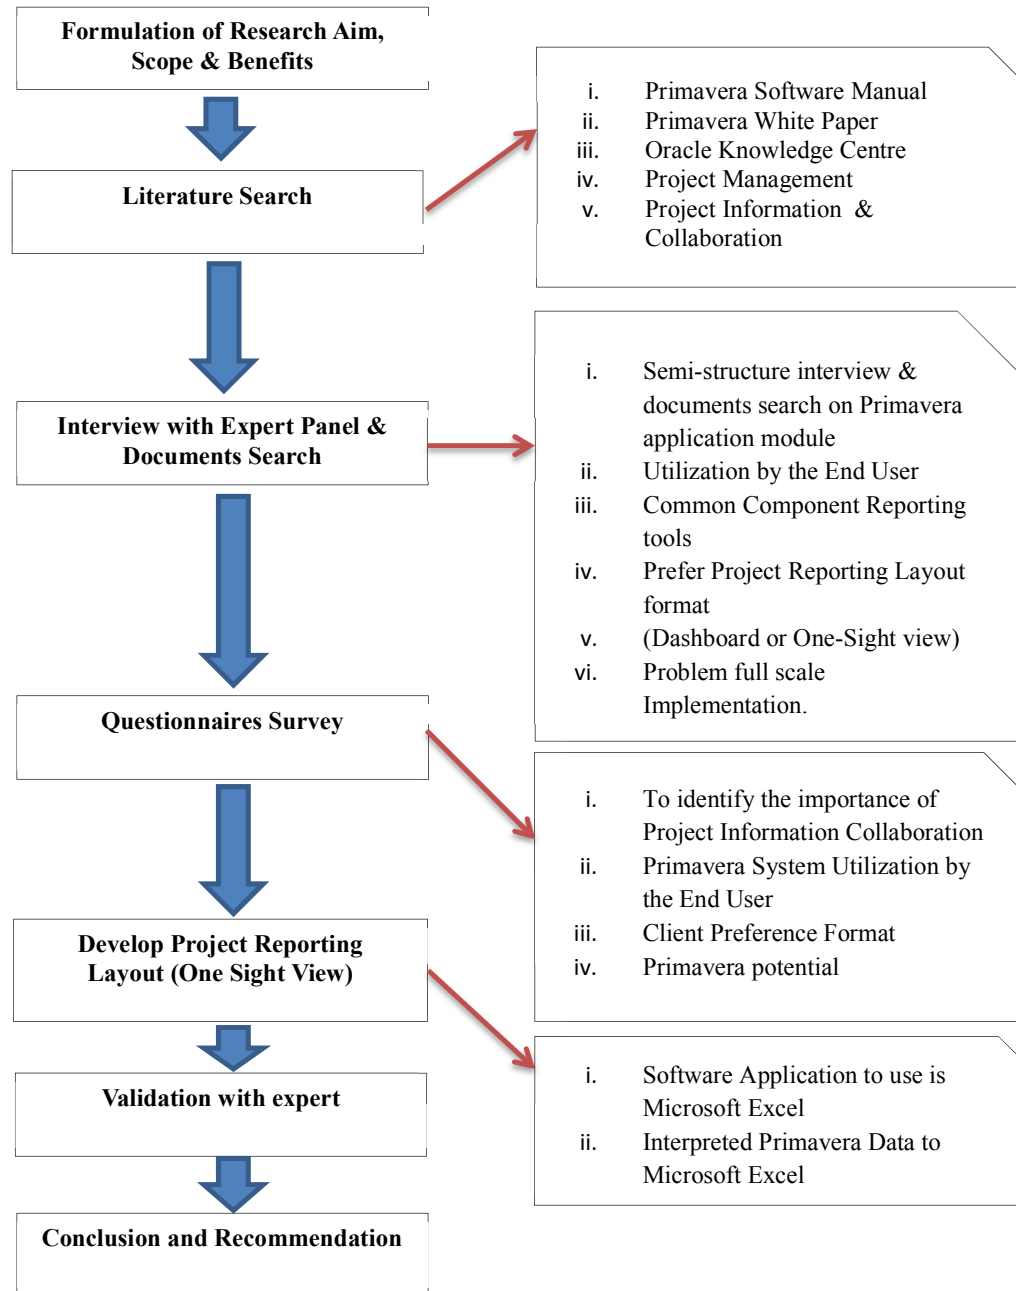 Formulation of Research Aim,
Scope & Benefits
Literature Search
i. Primavera Software Manual
ii. Primavera White Paper
iii. Oracle Knowledge Centre
iv. Project Management
v. Project Information &
Collaboration
Interview with Expert Panel &
Documents Search
i. Semi-structure interview &
documents search on Primavera
application module
ii. Utilization by the End User
iii. Common Component Reporting
tools
iv. Prefer Project Reporting Layout
format
v. (Dashboard or One-Sight view)
vi. Problem full scale
Implementation.
Questionnaires Survey
i. To identify the importance of
Project Information Collaboration
ii. Primavera System Utilization by
the End User
iii. Client Preference Format
iv. Primavera potential
Develop Project Reporting
Layout (One Sight View)
i. Software Application to use is
Microsoft Excel
ii. Interpreted Primavera Data to
Microsoft Excel
Validation with expert
Conclusion and Recommendation